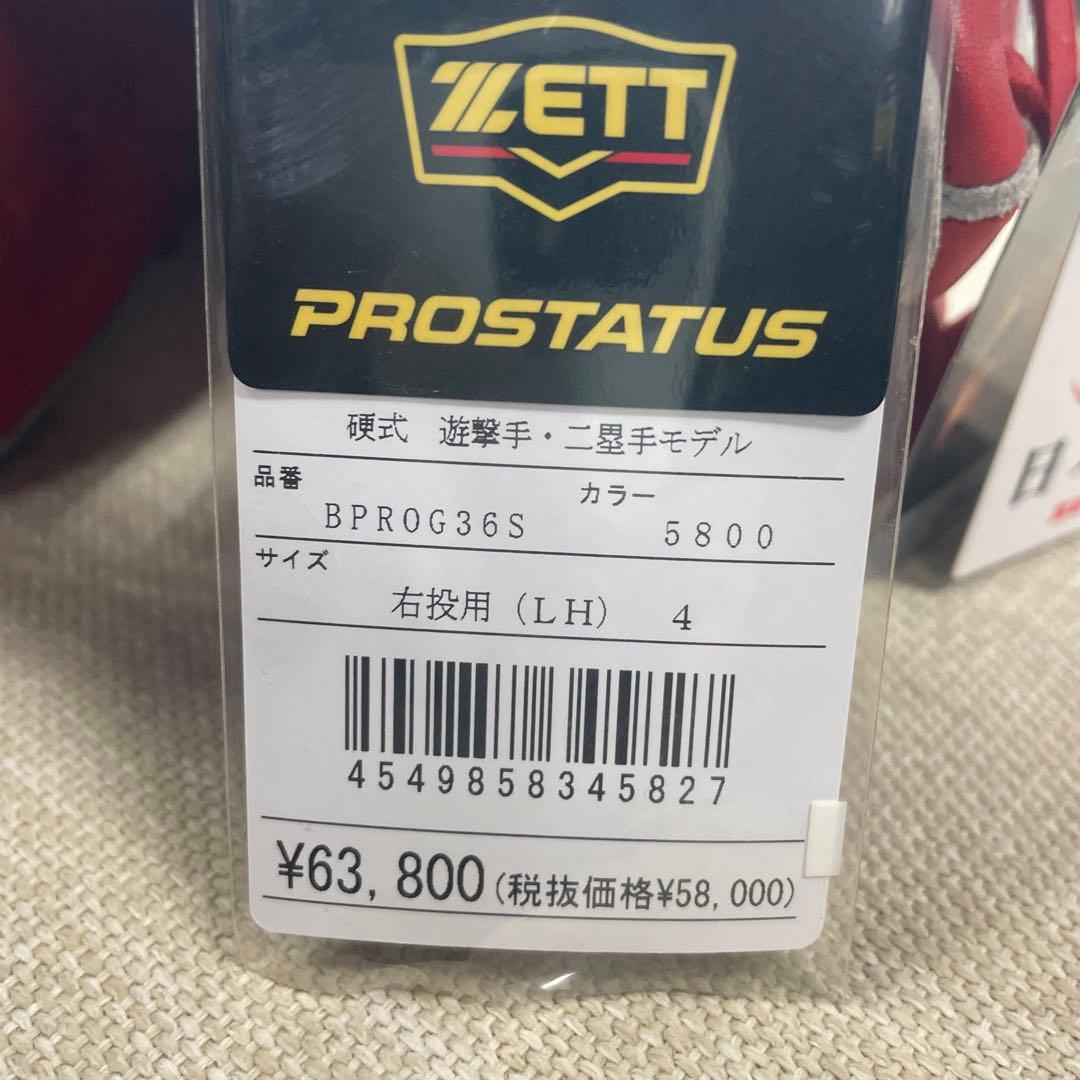 ZETT
PROSTATUS
硬式　遊撃手・二塁手モデル
品番 カラー
BPROG36S 5800
サイズ
右投用（LH） 4
4549858345827
¥63,800(税抜価格¥58,000)
日